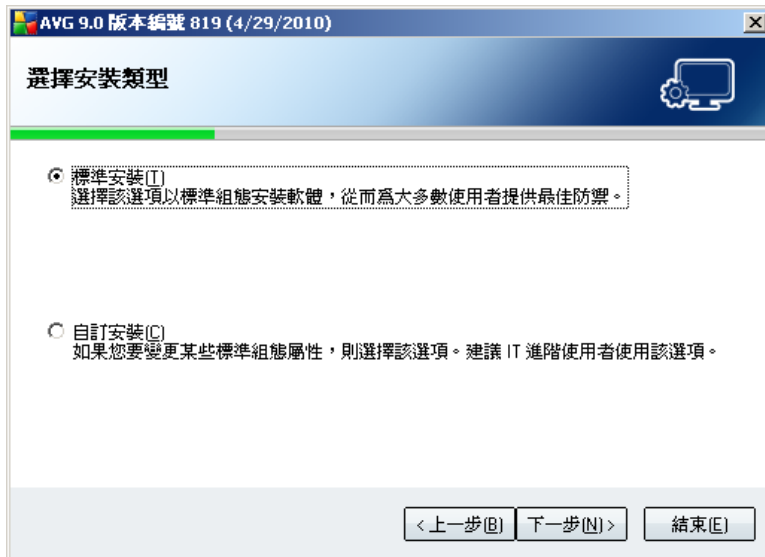 AVG 9.0 版本編號 819 (4/29/2010)
選擇安裝類型
標準安裝(T)
選擇該選項以標準組態安裝軟體，從而爲大多數使用者提供最佳防禦。
自訂安裝(C)
如果您要變更某些標準組態屬性，則選擇該選項。建議 IT 進階使用者使用該選項。
< 上一步(B) 下一步(N) > 結束(E)